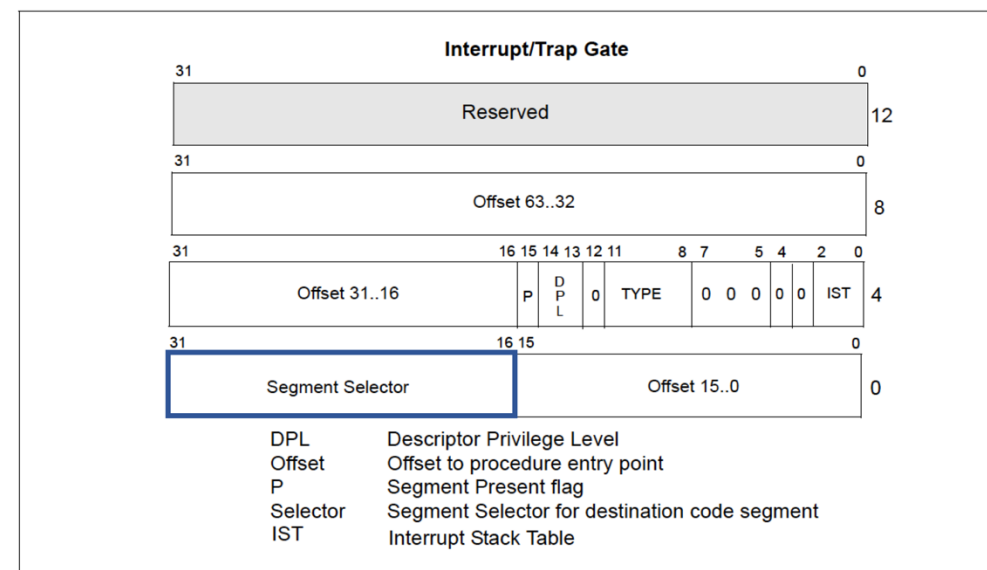 Interrupt/Trap Gate
31 0
Reserved 12
31 0
Offset 63..32 8
31 16 15 14 13 12 11 8 7 5 4 2 0
Offset 31..16 P DPL 0 TYPE 0 0 0 0 0 IST 4
31 16 15 0
Segment Selector Offset 15..0 0
DPL Descriptor Privilege Level
Offset Offset to procedure entry point
P Segment Present flag
Selector Segment Selector for destination code segment
IST Interrupt Stack Table